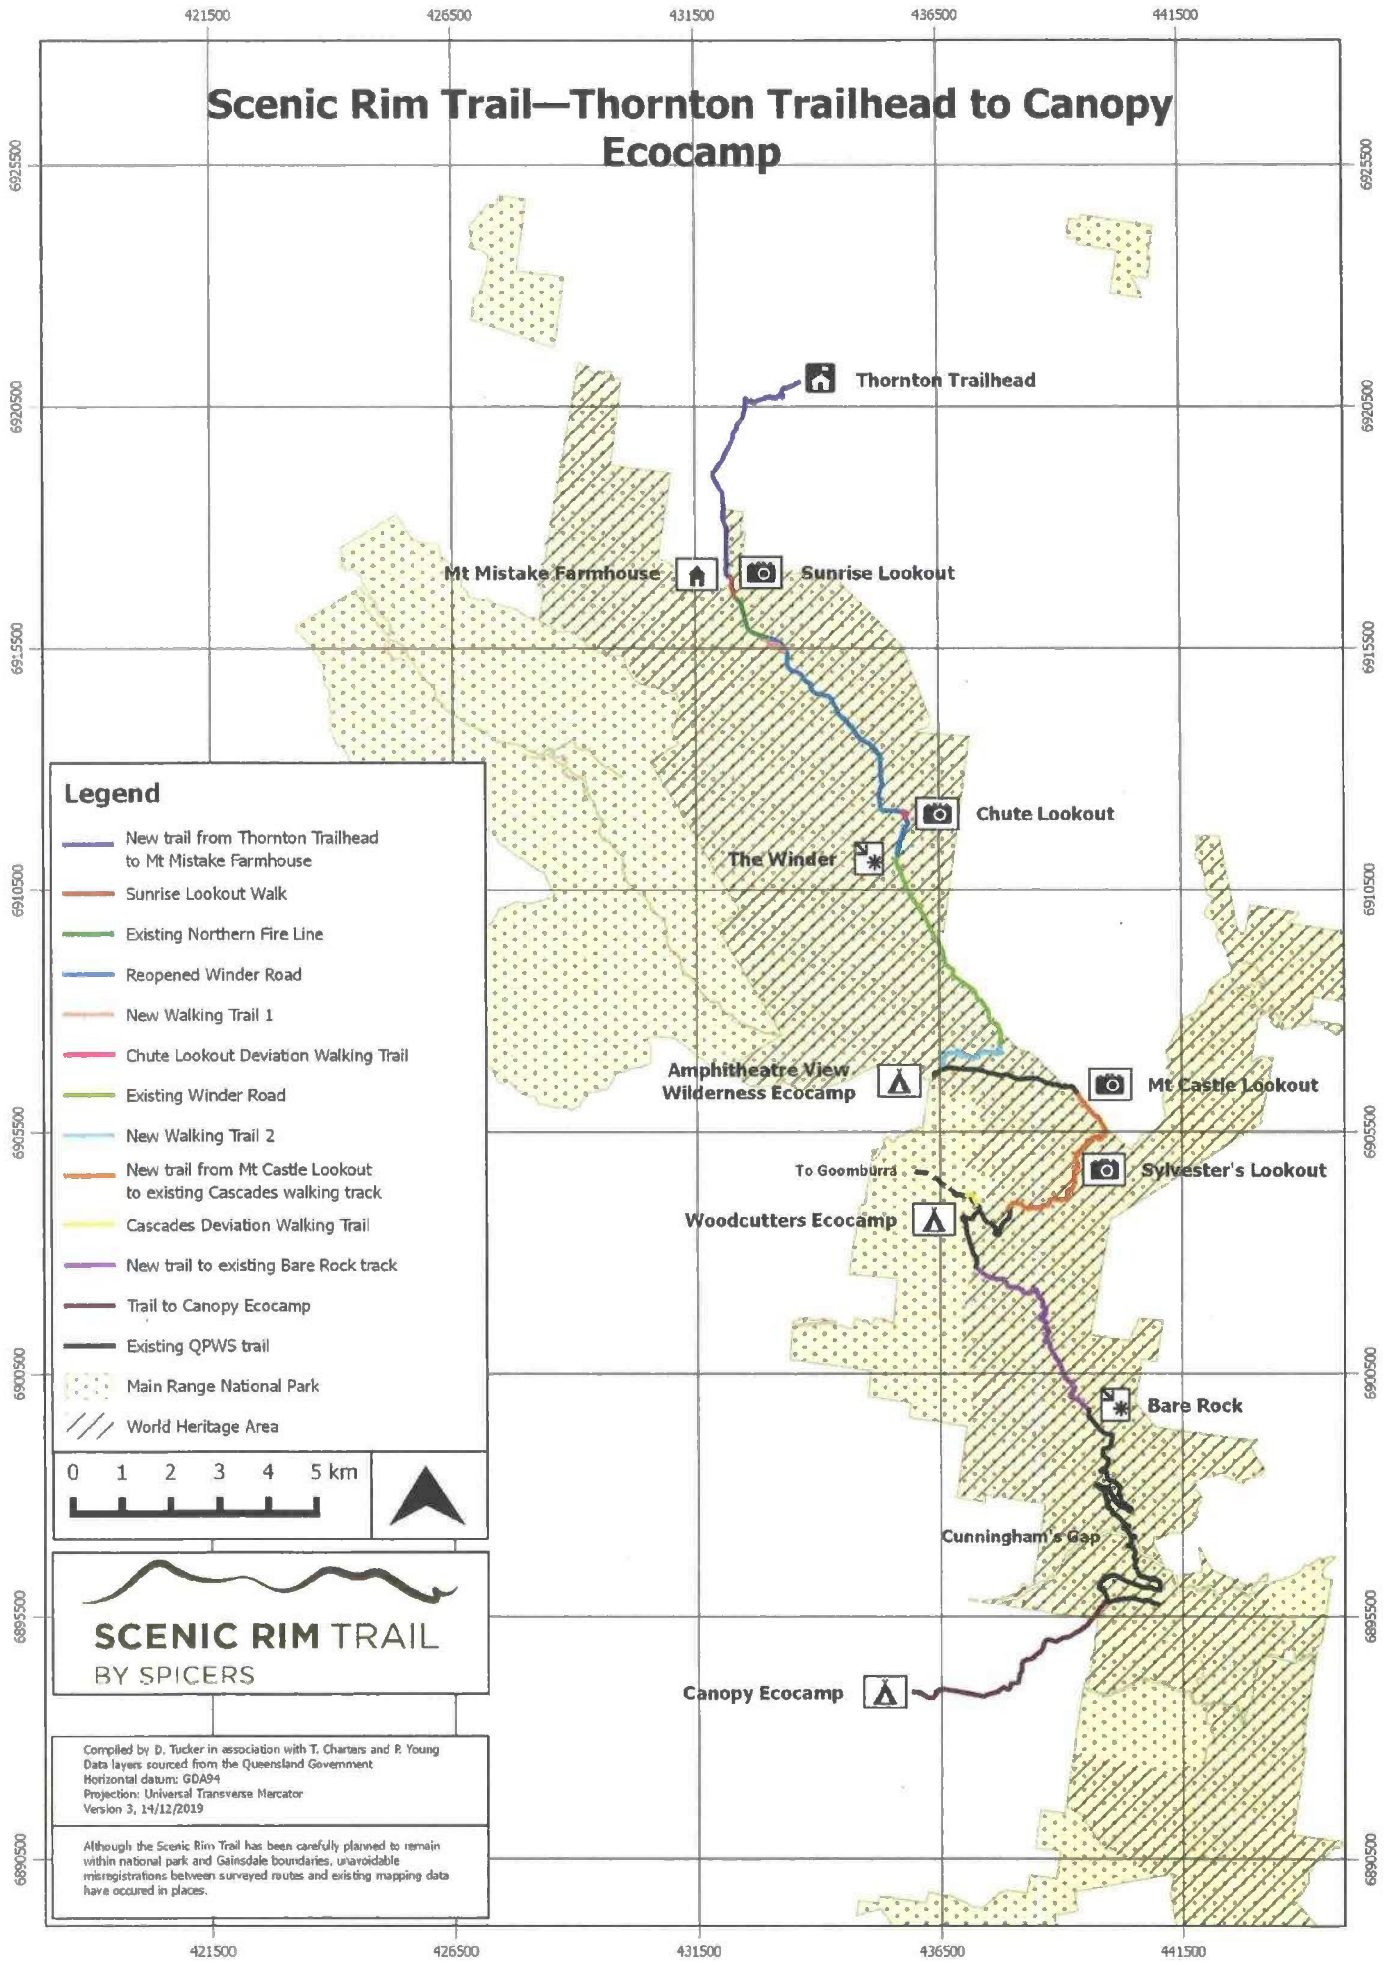 421500 426500 431500 436500 441500
Scenic Rim Trail—Thornton Trailhead to Canopy
Ecocamp
6925500 6925500
Thornton Trailhead
6920500 6920500
Mt Mistake Farmhouse
Sunrise Lookout
6915500 6915500
Chute Lookout
The Winder
6910500 6910500
Amphitheatre View
Wilderness Ecocamp
Mt Castle Lookout
6905500 6905500
To Goomburra
Sylvester's Lookout
Woodcutters Ecocamp
6900500 6900500
Bare Rock
Cunningham's Gap
6895500 6895500
Canopy Ecocamp
6890500 6890500
Legend
New trail from Thornton Trailhead
to Mt Mistake Farmhouse
Sunrise Lookout Walk
Existing Northern Fire Line
Reopened Winder Road
New Walking Trail 1
Chute Lookout Deviation Walking Trail
Existing Winder Road
New Walking Trail 2
New trail from Mt Castle Lookout
to existing Cascades walking track
Cascades Deviation Walking Trail
New trail to existing Bare Rock track
Trail to Canopy Ecocamp
Existing QPWS trail
Main Range National Park
World Heritage Area
0 1 2 3 4 5 km
SCENIC RIM TRAIL
BY SPICERS
Compiled by D. Tucker in association with T. Charters and P. Young
Data layers sourced from the Queensland Government
Horizontal datum: GDA94
Projection: Universal Transverse Mercator
Version 3, 14/12/2019
Although the Scenic Rim Trail has been carefully planned to remain
within national park and Gainsdale boundaries, unavoidable
misregistrations between surveyed routes and existing mapping data
have occured in places.
421500 426500 431500 436500 441500